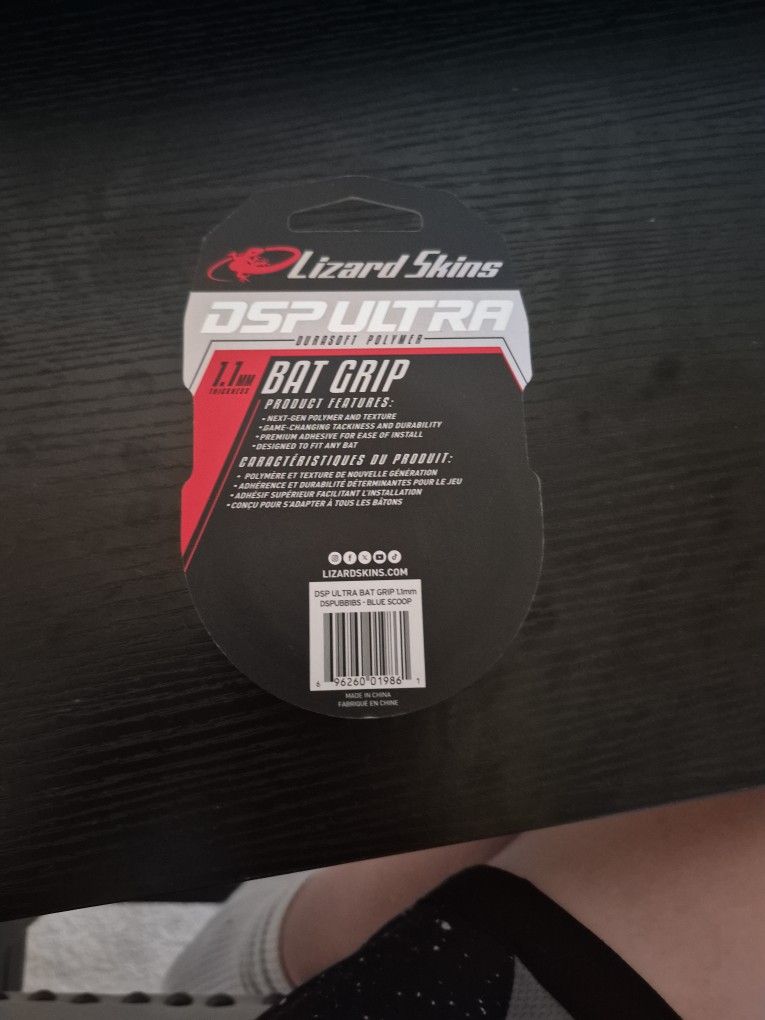 Lizard Skins
DSP ULTRA
DURASOFT POLYMER
1.1MM
THICKNESS
BAT GRIP
PRODUCT FEATURES:
• NEXT-GEN POLYMER AND TEXTURE
• GAME-CHANGING TACKINESS AND DURABILITY
• PREMIUM ADHESIVE FOR EASE OF INSTALL
• DESIGNED TO FIT ANY BAT
CARACTÉRISTIQUES DU PRODUIT:
• POLYMÈRE ET TEXTURE DE NOUVELLE GÉNÉRATION
• ADHÉRENCE ET DURABILITÉ DÉTERMINANTES POUR LE JEU
• ADHÉSIF SUPÉRIEUR FACILITANT L'INSTALLATION
• CONÇU POUR S'ADAPTER À TOUS LES BÂTONS
LIZARDSKINS.COM
DSP ULTRA BAT GRIP 1.1mm
DSPUBB1BS - BLUE SCOOP
6 96260 01986 1
MADE IN CHINA
FABRIQUÉ EN CHINE